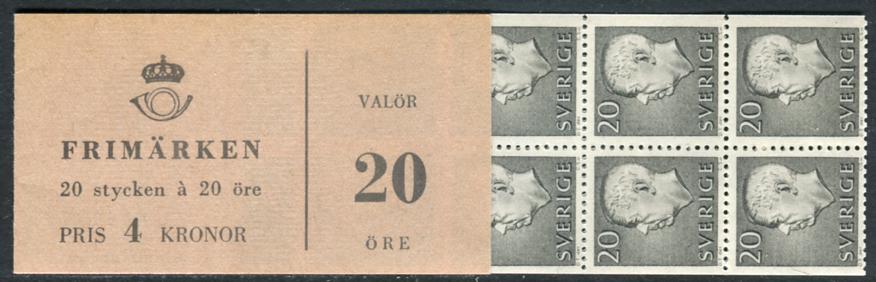 FRIMÄRKEN
20 stycken à 20 öre
PRIS 4 KRONOR
VALÖR
20
ÖRE
SVERIGE
20 SVERIGE
20 SVERIGE
SVERIGE
20 SVERIGE
20 SVERIGE